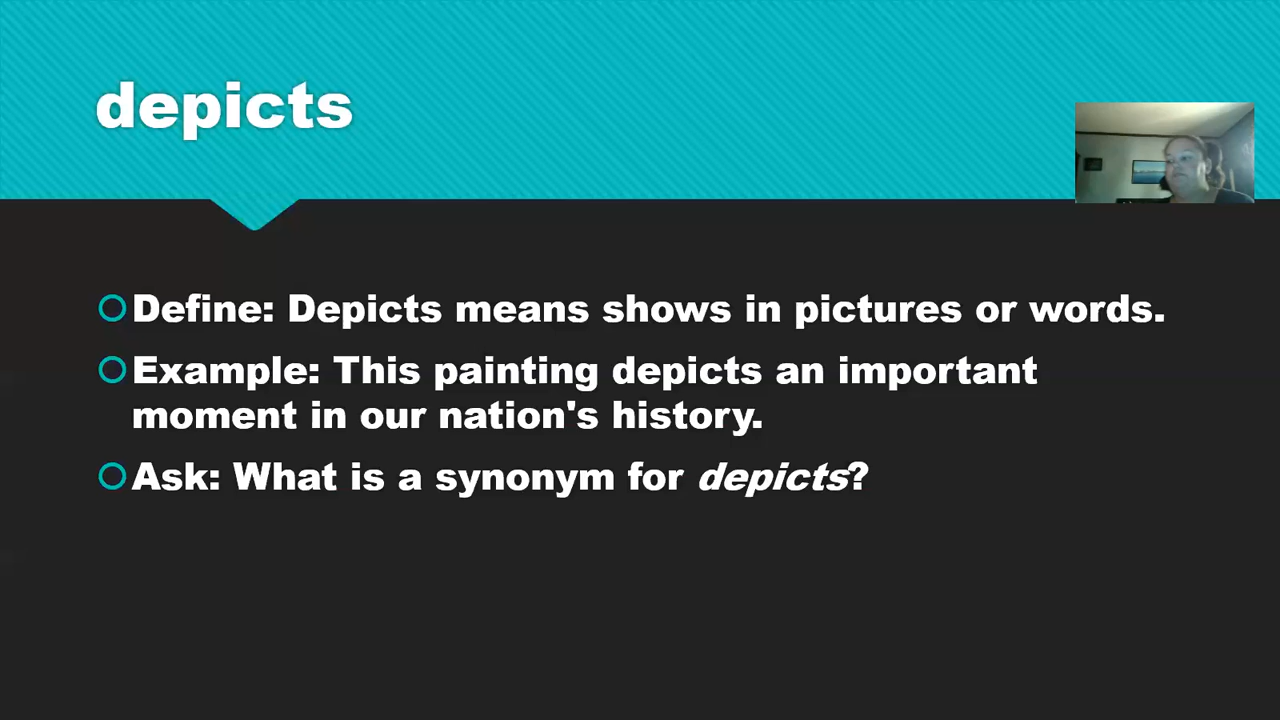 depicts
Define: Depicts means shows in pictures or words.
Example: This painting depicts an important
moment in our nation's history.
Ask: What is a synonym for depicts?